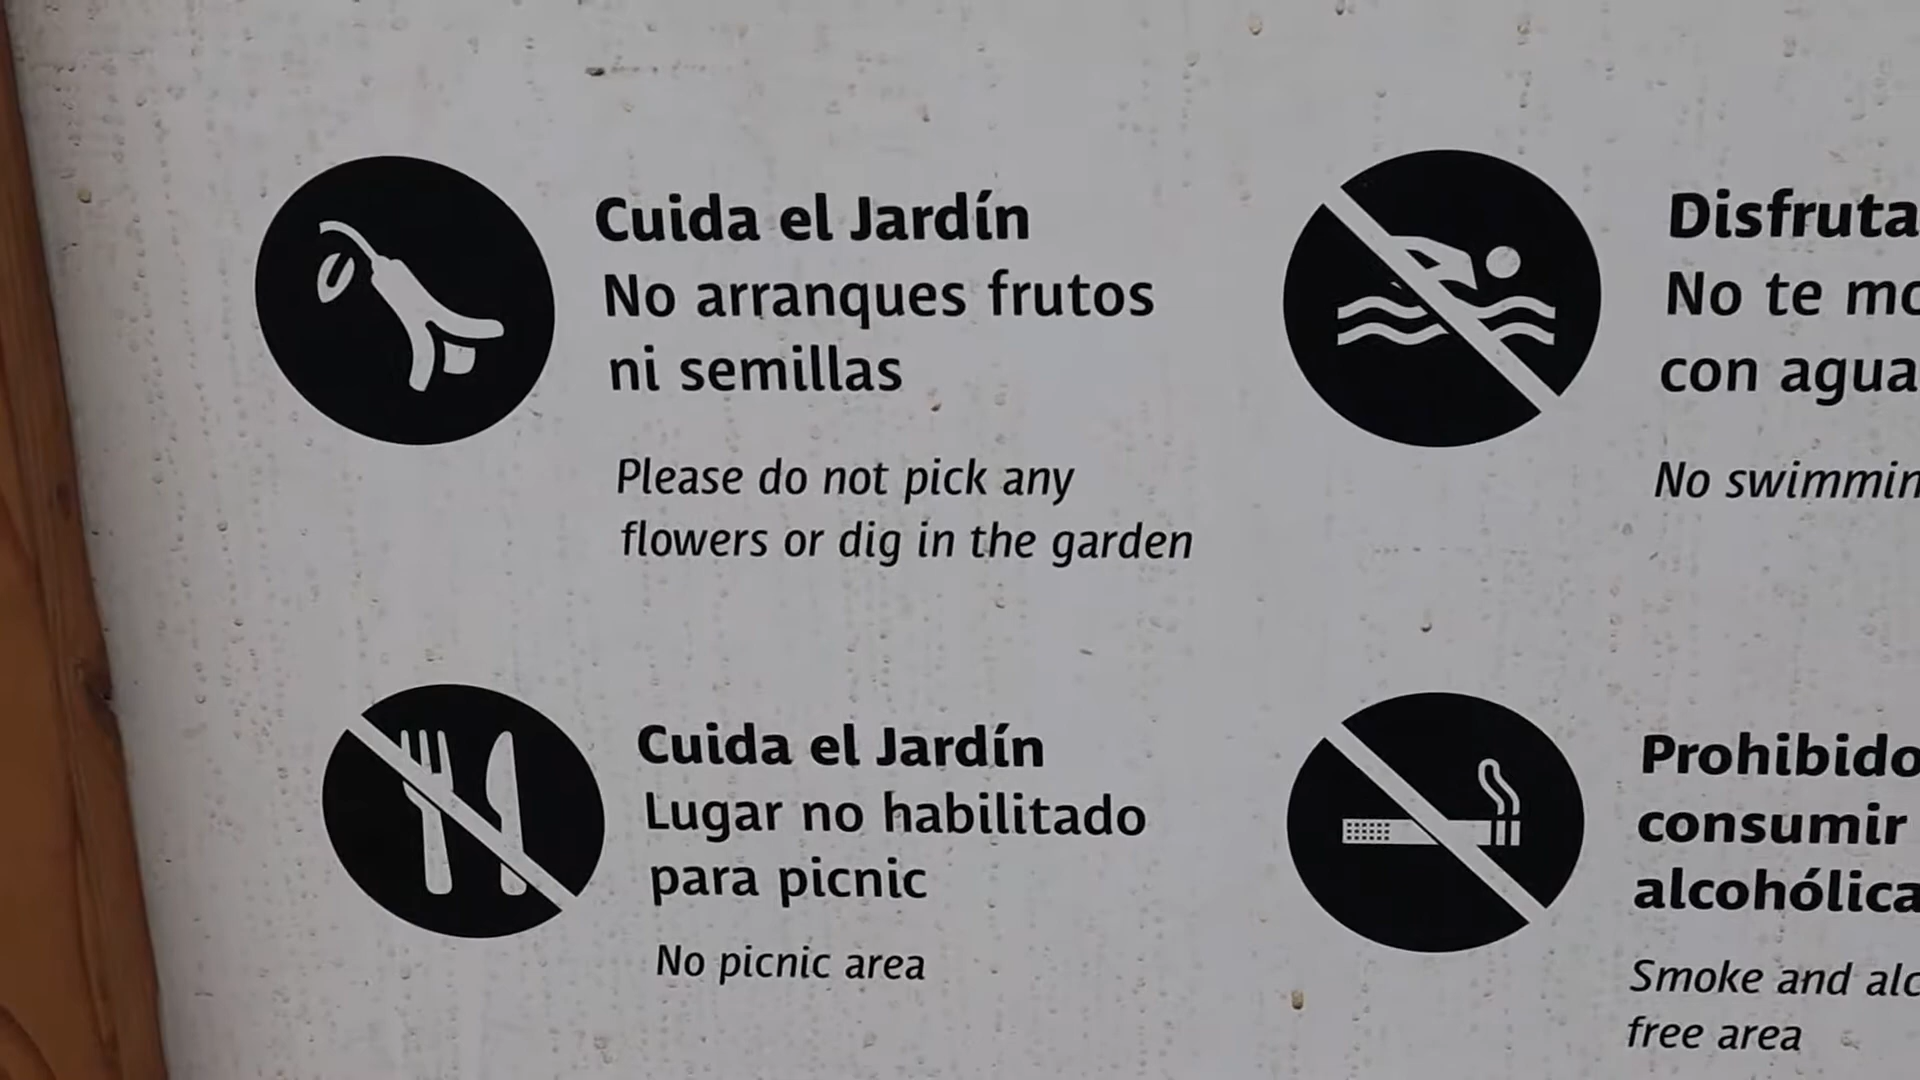 Cuida el Jardín
No arranques frutos
ni semillas
Please do not pick any
flowers or dig in the garden
Disfruta
No te
con agua
No
Cuida el Jardín
Lugar no habilitado
para picnic
No picnic area
Prohibido
consumir
Smoke and
free area